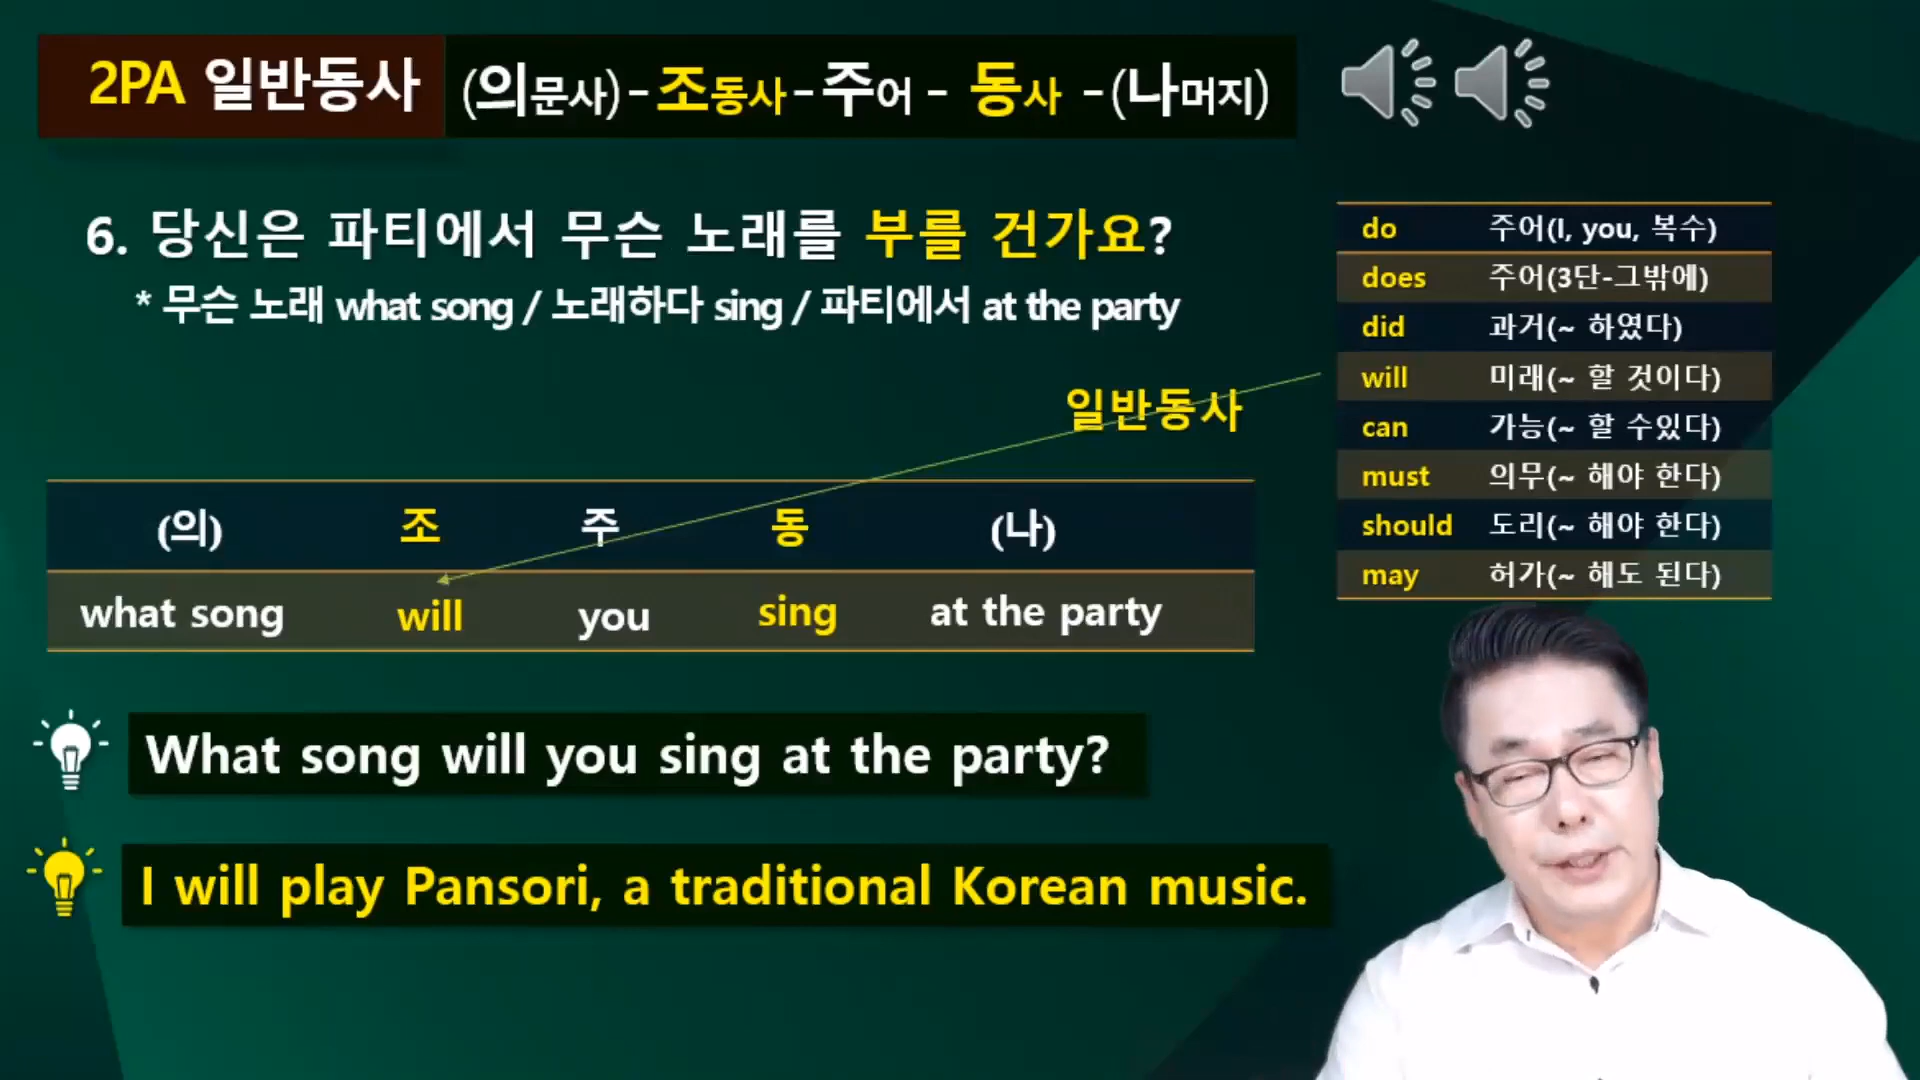 2PA 일반동사 (의문사)-조동사-주어 - 동사 -(나머지)
6. 당신은 파티에서 무슨 노래를 부를 건가요?
* 무슨 노래 what song / 노래하다 sing / 파티에서 at the party
일반동사
(의) 조 주 동 (나)
what song will you sing at the party
What song will you sing at the party?
I will play Pansori, a traditional Korean music.
do 주어(I, you, 복수)
does 주어(3단-그밖에)
did 과거(~ 하였다)
will 미래(~ 할 것이다)
can 가능(~ 할 수있다)
must 의무(~ 해야 한다)
should 도리(~ 해야 한다)
may 허가(~ 해도 된다)